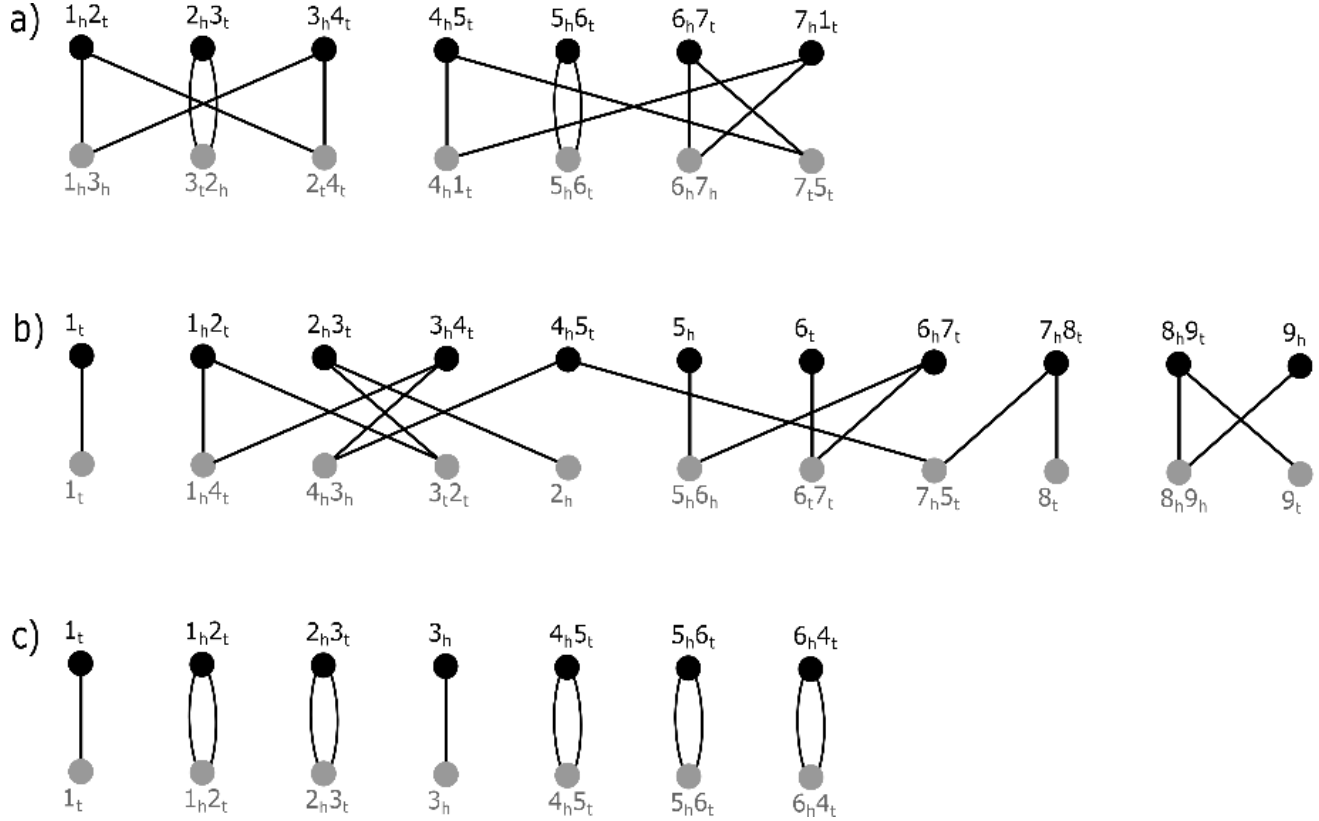 a) 1ₕ2ₜ 2ₕ3ₜ 3ₕ4ₜ 4ₕ5ₜ 5ₕ6ₜ 6ₕ7ₜ 7ₕ1ₜ
1ₕ3ₕ 3ₜ2ₕ 2ₜ4ₜ 4ₕ1ₜ 5ₕ6ₜ 6ₕ7ₕ 7ₜ5ₜ
b) 1ₜ 1ₕ2ₜ 2ₕ3ₜ 3ₕ4ₜ 4ₕ5ₜ 5ₕ 6ₜ 6ₕ7ₜ 7ₕ8ₜ 8ₕ9ₜ 9ₕ
1ₜ 1ₕ4ₜ 4ₕ3ₕ 3ₜ2ₜ 2ₕ 5ₕ6ₕ 6ₜ7ₜ 7ₕ5ₜ 8ₜ 8ₕ9ₕ 9ₜ
c) 1ₜ 1ₕ2ₜ 2ₕ3ₜ 3ₕ 4ₕ5ₜ 5ₕ6ₜ 6ₕ4ₜ
1ₜ 1ₕ2ₜ 2ₕ3ₜ 3ₕ 4ₕ5ₜ 5ₕ6ₜ 6ₕ4ₜ